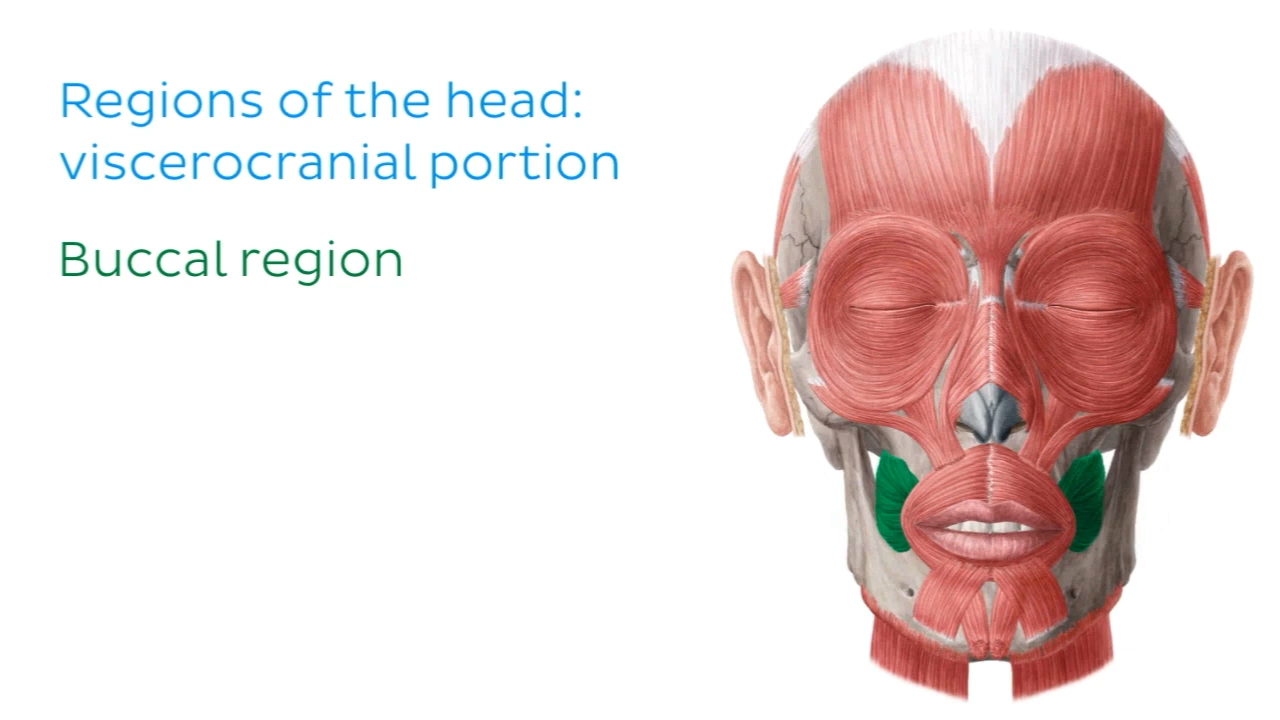 Regions of the head:
viscerocranial portion
Buccal region